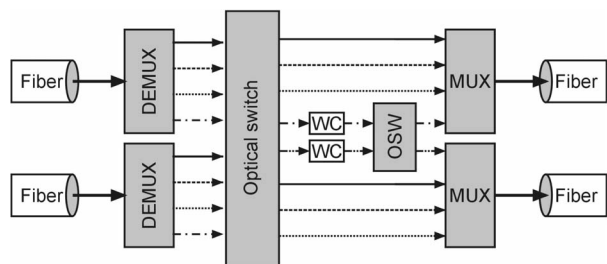 Fiber
DEMUX
Optical switch
MUX
Fiber
WC
WC
OSW
Fiber
DEMUX
MUX
Fiber